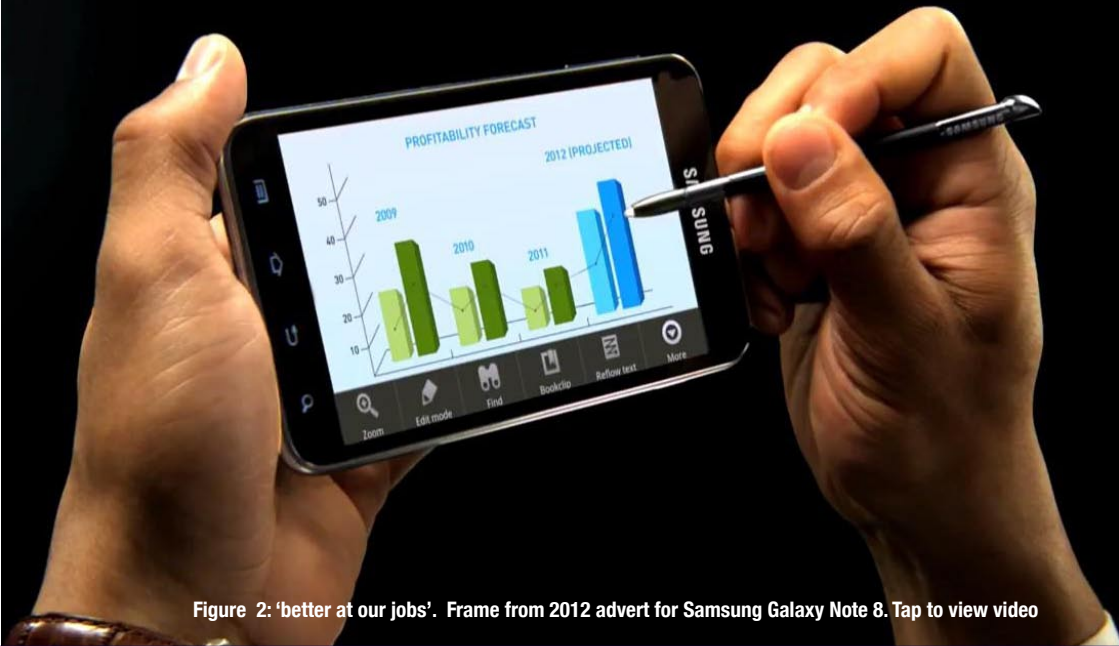 PROFITABILITY FORECAST
2012 (PROJECTED)
2009
2010
2011
50
40
30
20
10
Zoom
Edit mode
Find
Bookclip
Reflow text
More
SAMSUNG
SAMSUNG
Figure 2: ‘better at our jobs’. Frame from 2012 advert for Samsung Galaxy Note 8. Tap to view video